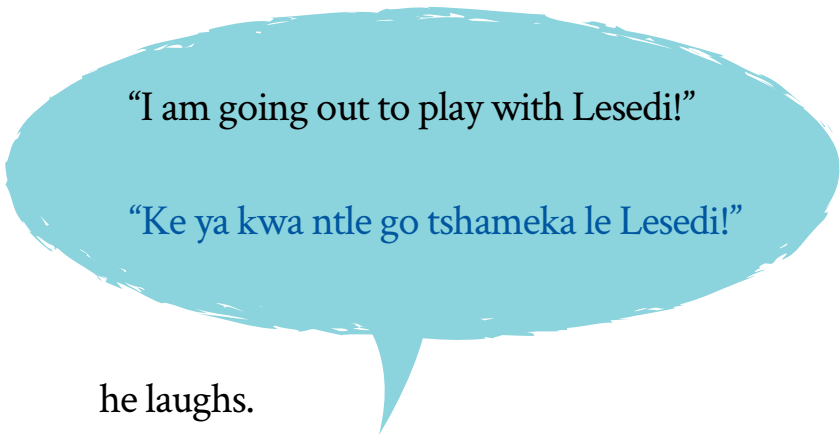 “I am going out to play with Lesedi!”
“Ke ya kwa ntle go tshameka le Lesedi!”
he laughs.